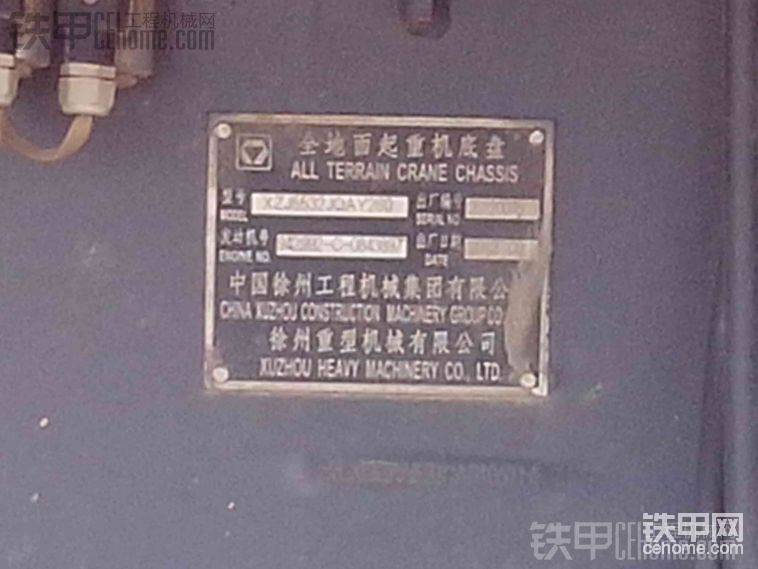 铁甲 工程机械网
CEhome.com
全地面起重机底盘
ALL TERRAIN CRANE CHASSIS
型号 出厂编号
MODEL SERIAL NO
发动机号 出厂日期
ENGINE NO. DATE
中国徐州工程机械集团有限公
CHINA XUZHOU CONSTRUCTION MACHINERY GROUP CO
徐州重型机械有限公司
XUZHOU HEAVY MACHINERY CO., LTD
铁甲 铁甲网
cehome.com